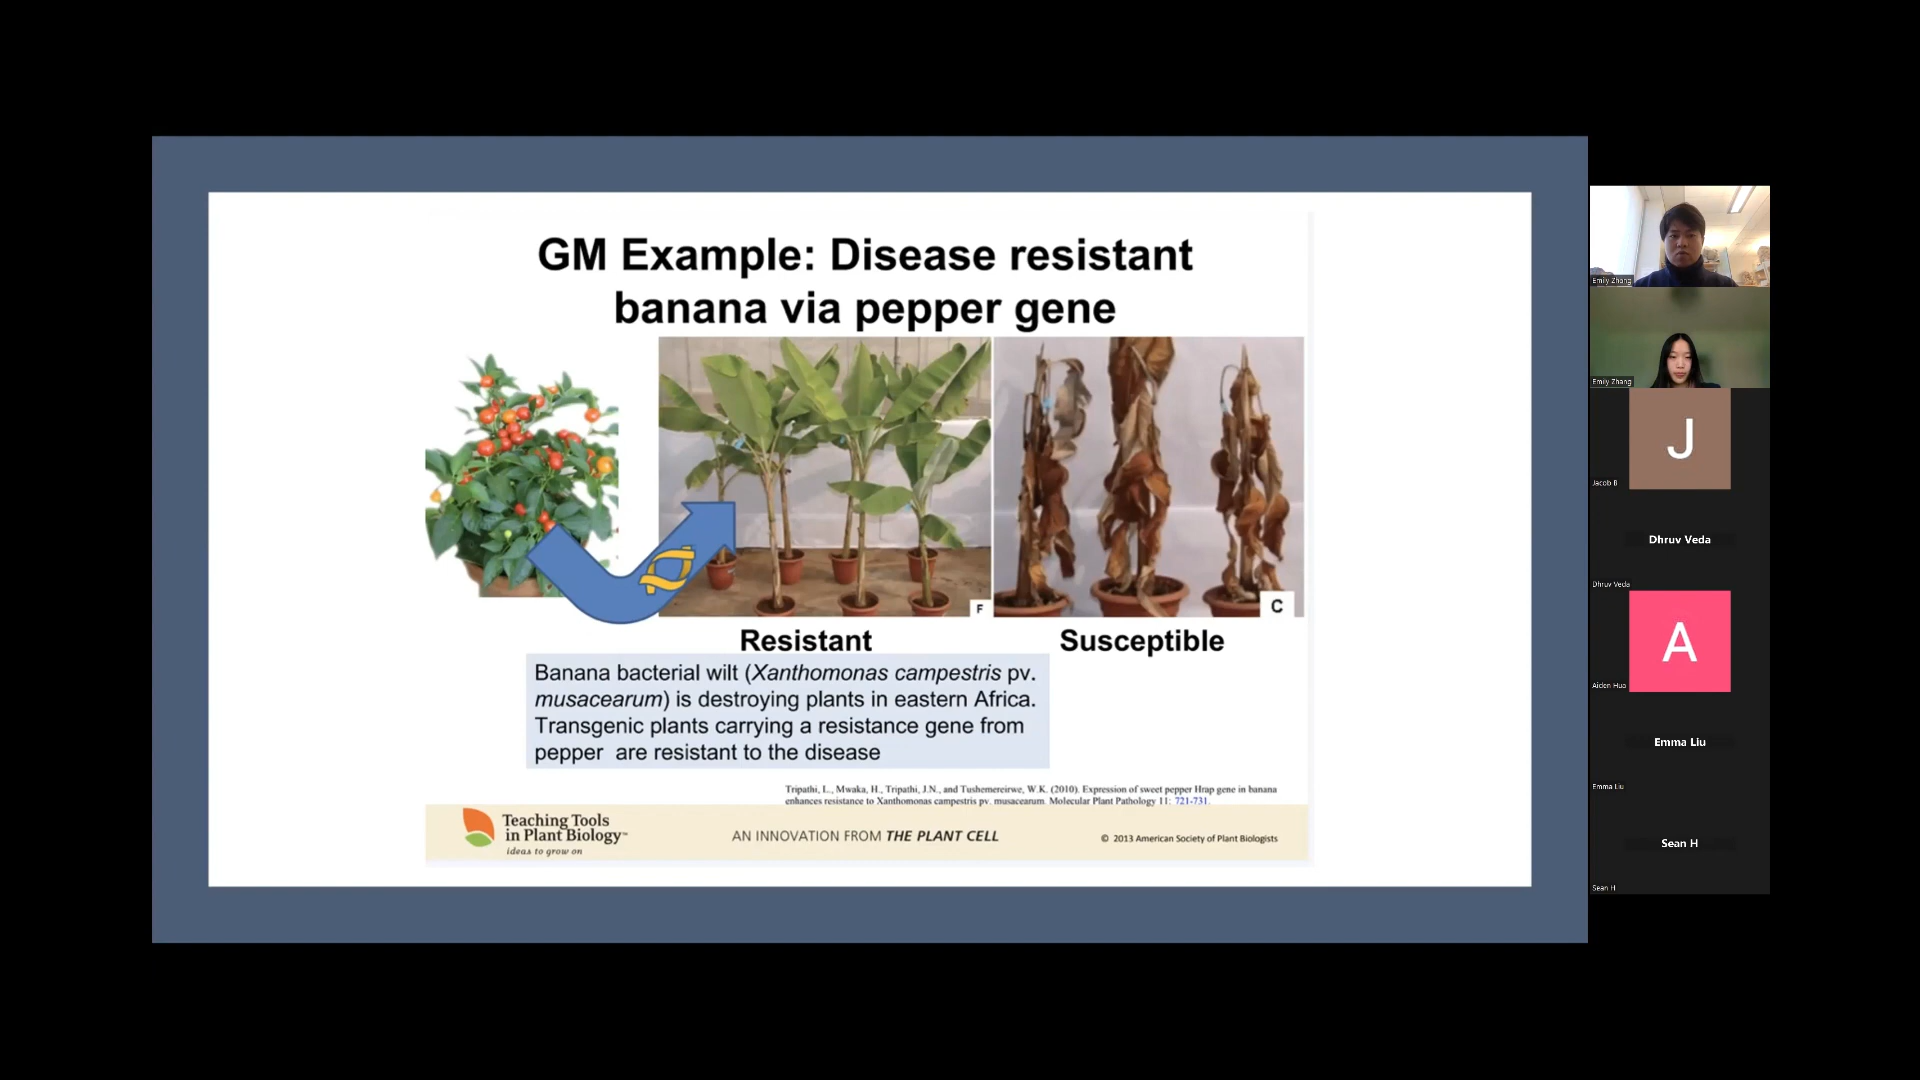 GM Example: Disease resistant
banana via pepper gene
F
C
Resistant
Susceptible
Banana bacterial wilt (Xanthomonas campestris pv.
musacearum) is destroying plants in eastern Africa.
Transgenic plants carrying a resistance gene from
pepper are resistant to the disease
Tripathi, L., Mwaka, H., Tripathi, J.N., and Tushemereirwe, W.K. (2010). Expression of sweet pepper Hrap gene in banana
enhances resistance to Xanthomonas campestris pv. musacearum. Molecular Plant Pathology 11: 721-731.
Teaching Tools
in Plant Biology™
ideas to grow on
AN INNOVATION FROM THE PLANT CELL
© 2013 American Society of Plant Biologists
Emily Zhang
Emily Zhang
J
Jacob B
Dhruv Veda
Dhruv Veda
A
Aiden Hua
Emma Liu
Emma Liu
Sean H
Sean H